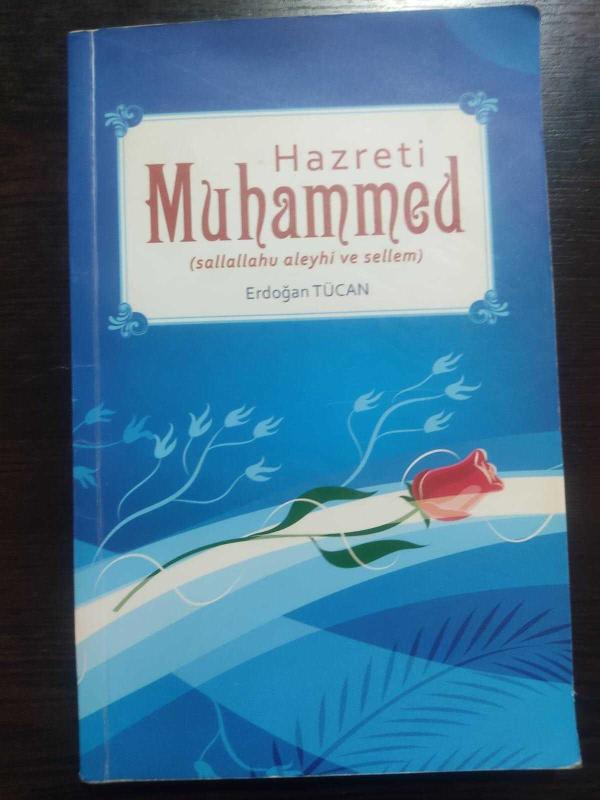 Hazreti
Muhammed
(sallallahu aleyhi ve sellem)
Erdoğan TÜCAN